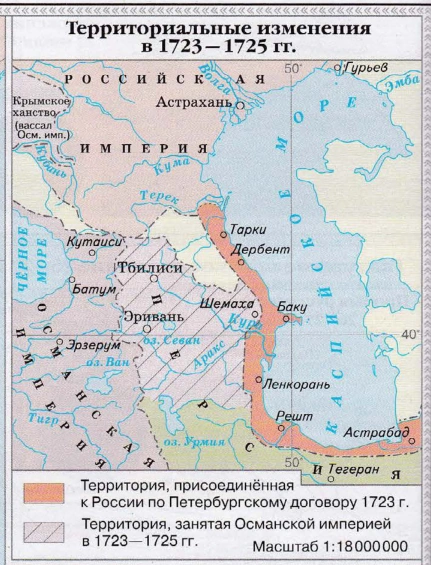 Территориальные изменения
в 1723—1725 гг.
РОССИЙСКАЯ
50°
Гурьев
Волга
Эмба
Астрахань
Крымское
ханство
(вассал
Осм. имп.)
ИМПЕРИЯ
Кубань
Кума
Терек
КАСПИЙСКОЕ МОРЕ
Тарки
Дербент
Кутаиси
ЧЁРНОЕ
МОРЕ
Тбилиси
Батум
Шемаха
Баку
Эривань
Кура
оз. Севан
40°
Эрзерум
Аракс
оз. Ван
ОСМАНСКАЯ
ИМПЕРИЯ
ПЕРСИЯ
Ленкорань
Тигр
Решт
Астрабад
оз. Урмия
50°
Тегеран
Территория, присоединённая
к России по Петербургскому договору 1723 г.
Территория, занятая Османской империей
в 1723—1725 гг.
Масштаб 1:18 000 000